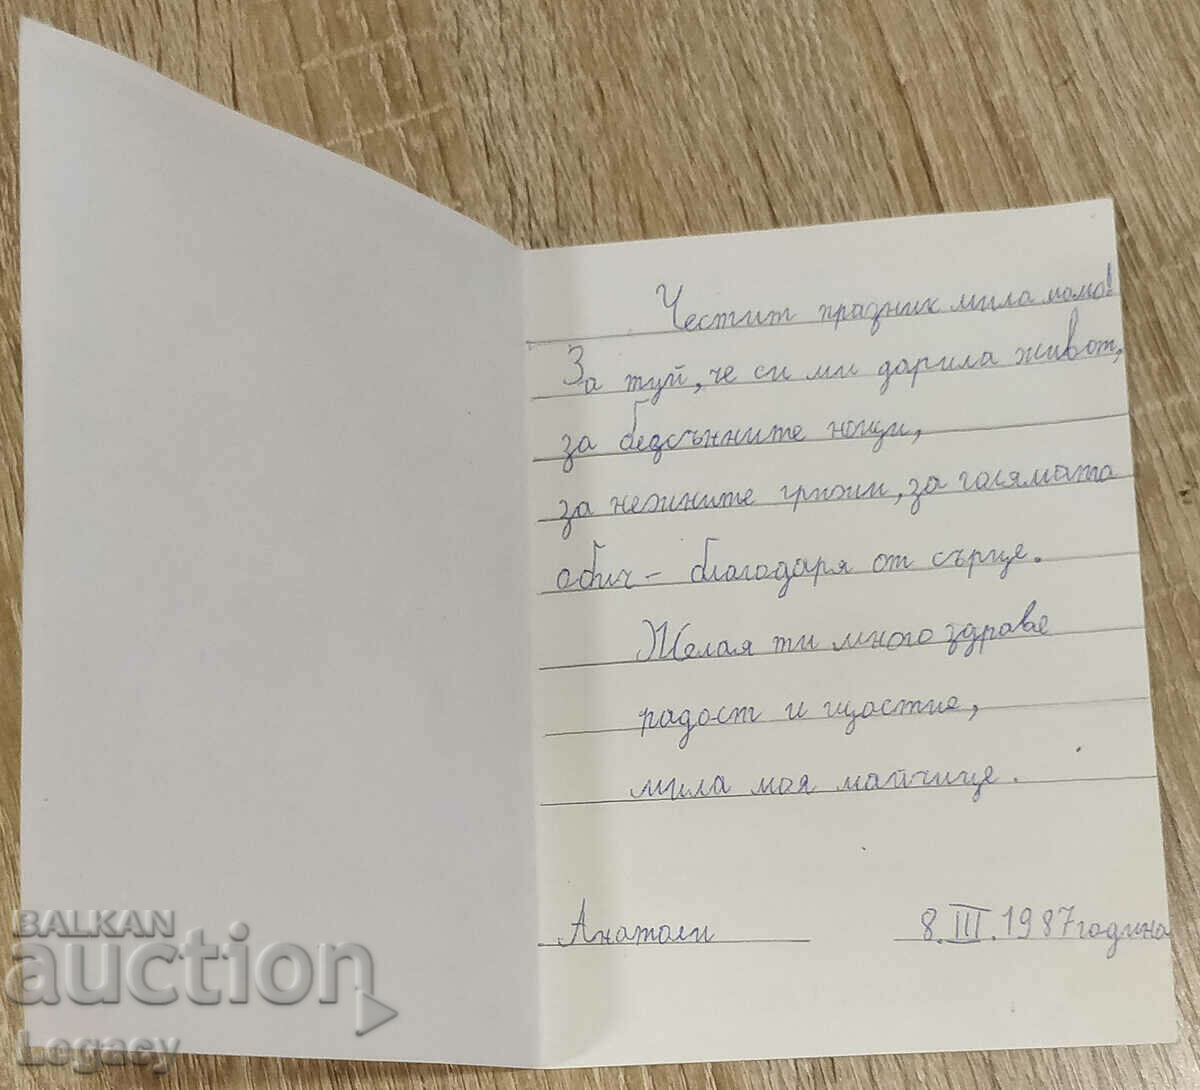 Честит празник мила мамо!
За туй, че си ми дарила живот,
за безсънните нощи,
за нежните грижи, за голямата
обич - благодаря от сърце.
Желая ти много здраве
радост и щастие,
мила моя майчице.
Анатоли 8.III.1987 година
BALKAN
auction
Legacy